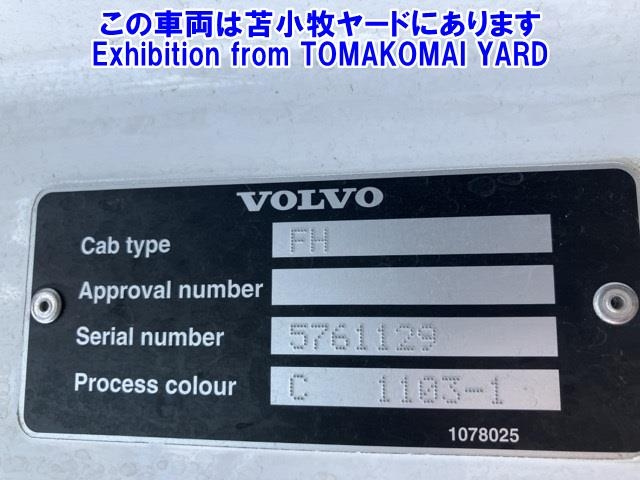 この車両は苫小牧ヤードにあります
Exhibition from TOMAKOMAI YARD
VOLVO
Cab type FH
Approval number
Serial number 5761129
Process colour C 1103-1
1078025